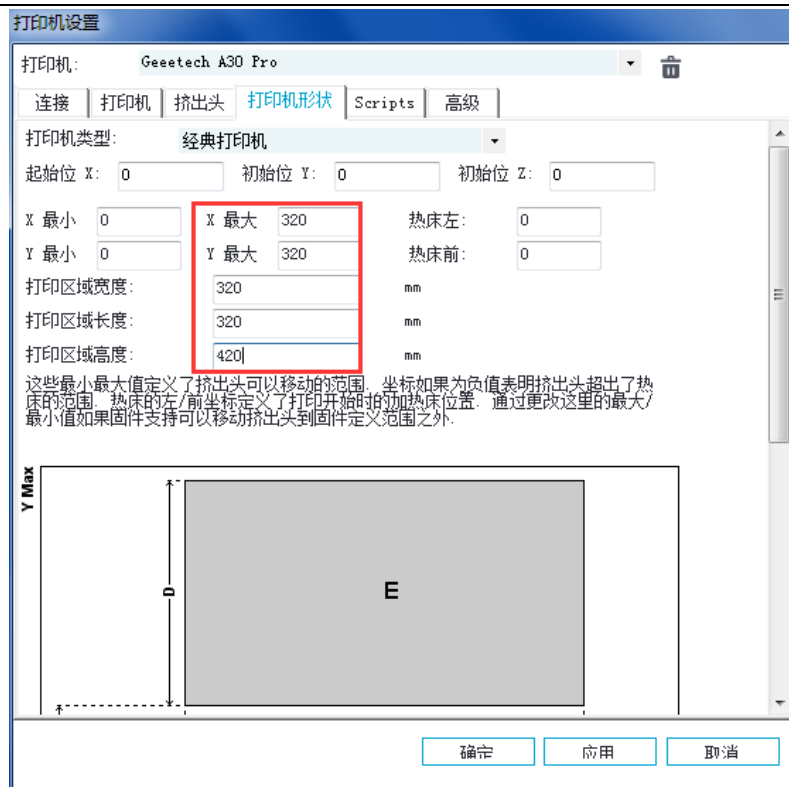 打印机设置
打印机: Geeetech A30 Pro
连接 打印机 挤出头 打印机形状 Scripts 高级
打印机类型: 经典打印机
起始位 X: 0 初始位 Y: 0 初始位 Z: 0
X 最小 0 X 最大 320 热床左: 0
Y 最小 0 Y 最大 320 热床前: 0
打印区域宽度: 320 mm
打印区域长度: 320 mm
打印区域高度: 420 mm
这些最小最大值定义了挤出头可以移动的范围. 坐标如果为负值表明挤出头超出了热
床的范围. 热床的左/前坐标定义了打印开始时的加热床位置. 通过更改这里的最大/
最小值如果固件支持可以移动挤出头到固件定义范围之外.
Y Max
D
E
确定 应用 取消